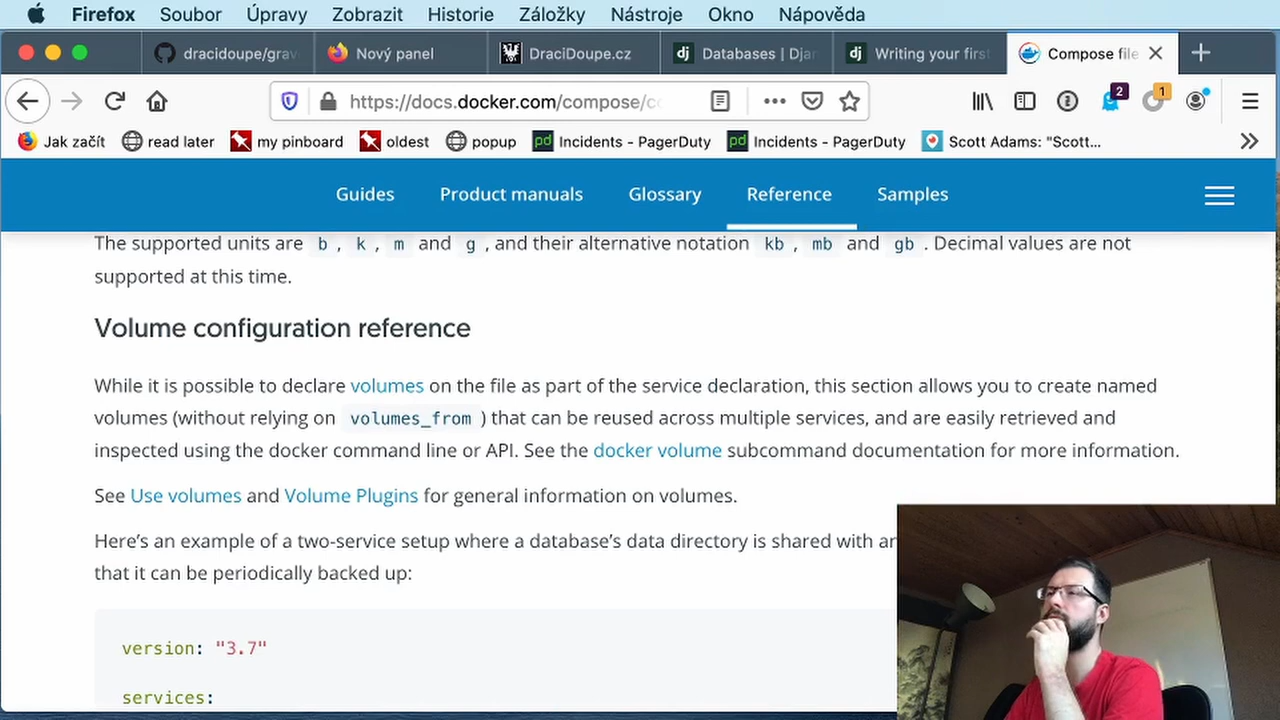 Firefox Soubor Úpravy Zobrazit Historie Záložky Nástroje Okno Nápověda
dracidoupe/grav Nový panel DraciDoupe.cz Databases | Djan Writing your first Compose file
https://docs.docker.com/compose/co 2 1
Jak začít read later my pinboard oldest popup Incidents - PagerDuty Incidents - PagerDuty Scott Adams: "Scott...
Guides Product manuals Glossary Reference Samples
The supported units are b , k , m and g , and their alternative notation kb , mb and gb . Decimal values are not
supported at this time.
Volume configuration reference
While it is possible to declare volumes on the file as part of the service declaration, this section allows you to create named
volumes (without relying on volumes_from ) that can be reused across multiple services, and are easily retrieved and
inspected using the docker command line or API. See the docker volume subcommand documentation for more information.
See Use volumes and Volume Plugins for general information on volumes.
Here's an example of a two-service setup where a database's data directory is shared with an
that it can be periodically backed up:
version: "3.7"
services: